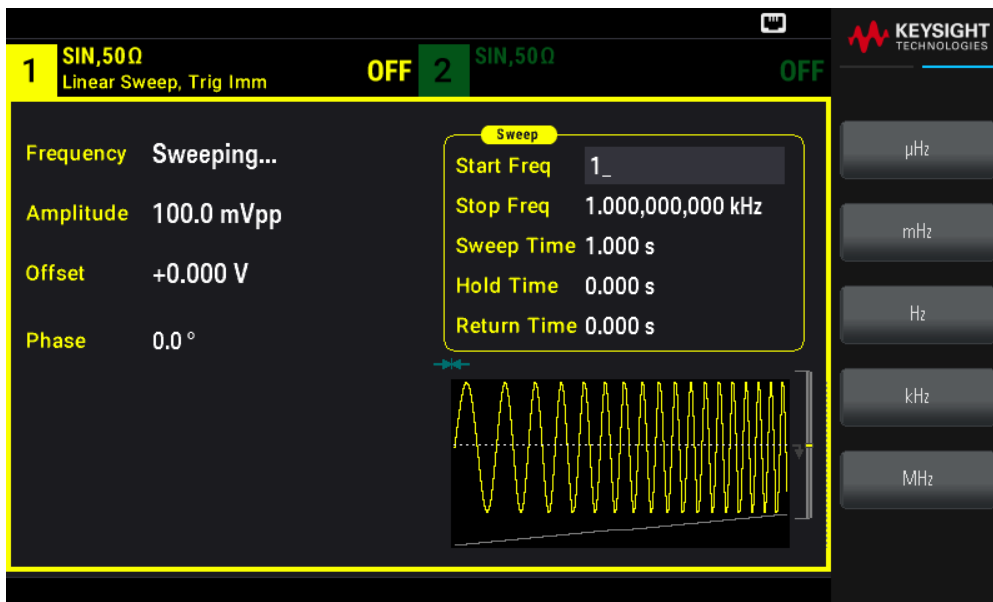 KEYSIGHT
TECHNOLOGIES
1 SIN,50Ω OFF 2 SIN,50Ω OFF
Linear Sweep, Trig Imm
Frequency Sweeping...
Amplitude 100.0 mVpp
Offset +0.000 V
Phase 0.0 °
Sweep
Start Freq 1_
Stop Freq 1.000,000,000 kHz
Sweep Time 1.000 s
Hold Time 0.000 s
Return Time 0.000 s
µHz
mHz
Hz
kHz
MHz